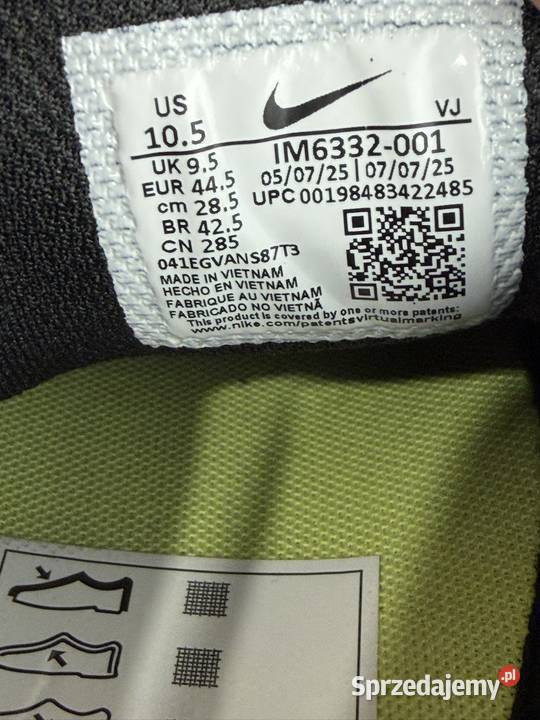 US
10.5
VJ
IM6332-001
UK 9.5
05/07/25 | 07/07/25
EUR 44.5
UPC 00198483422485
cm 28.5
BR 42.5
CN 285
041EGVANS87T3
MADE IN VIETNAM
HECHO EN VIETNAM
FABRIQUE AU VIETNAM
FABRICADO NO VIETNÃ
This product is covered by one or more patents:
www.nike.com/patentsvirtualmarking
Sprzedajemy.pl